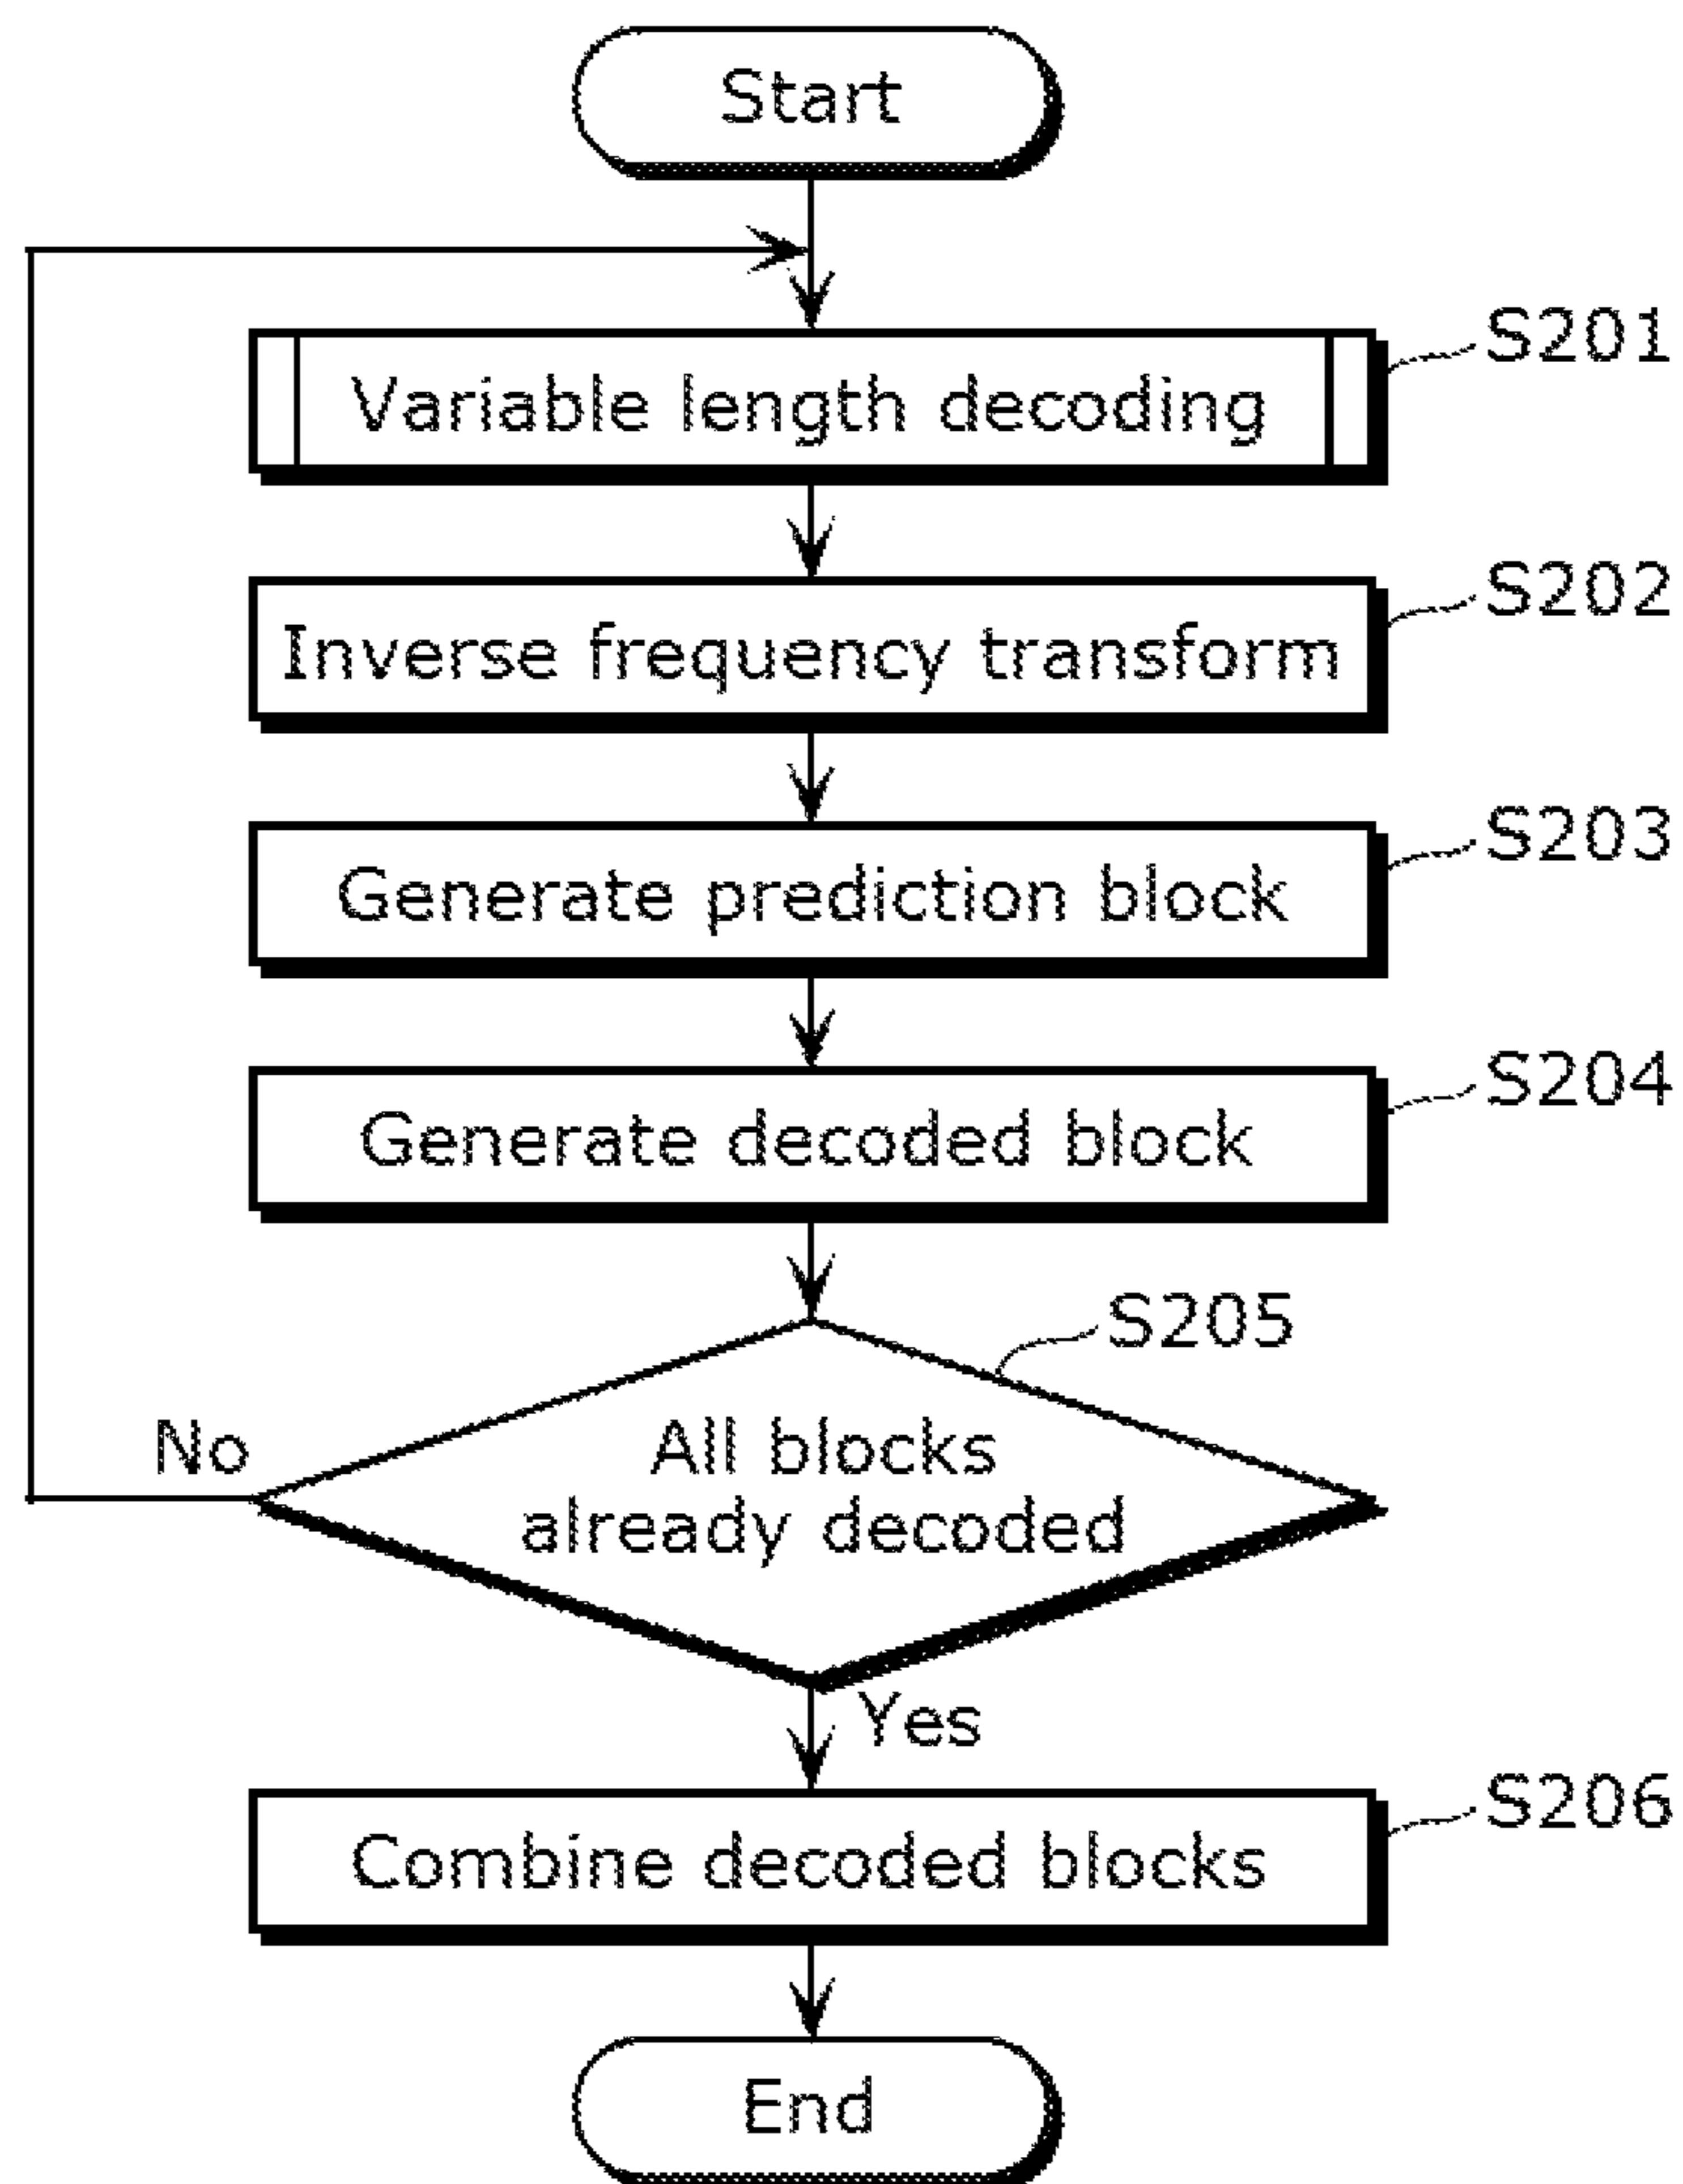 Start
Variable length decoding
S201
Inverse frequency transform
S202
Generate prediction block
S203
Generate decoded block
S204
S205
All blocks
already decoded
No
Yes
Combine decoded blocks
S206
End